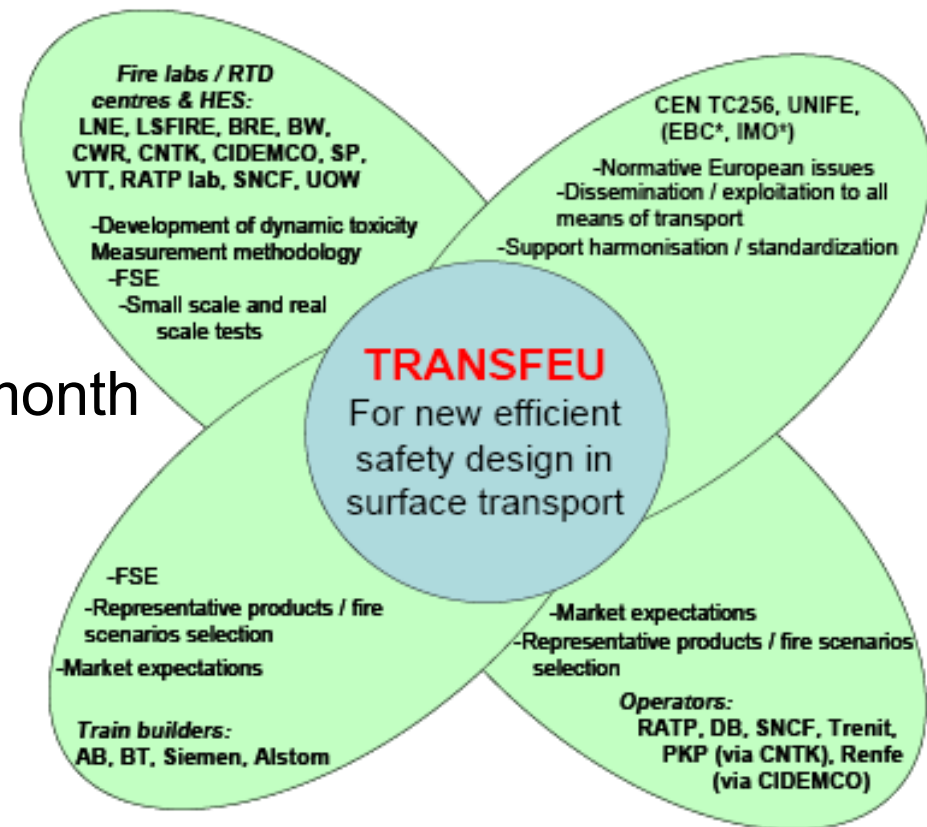 Fire labs / RTD
centres & HES:
LNE, LSFIRE, BRE, BW,
CWR, CNTK, CIDEMCO, SP,
VTT, RATP lab, SNCF, UOW
-Development of dynamic toxicity
Measurement methodology
-FSE
-Small scale and real
scale tests
CEN TC256, UNIFE,
(EBC*, IMO*)
-Normative European issues
-Dissemination / exploitation to all
means of transport
-Support harmonisation / standardization
month
TRANSFEU
For new efficient
safety design in
surface transport
-FSE
-Representative products / fire
scenarios selection
-Market expectations
Train builders:
AB, BT, Siemen, Alstom
-Market expectations
-Representative products / fire scenarios
selection
Operators:
RATP, DB, SNCF, Trenit,
PKP (via CNTK), Renfe
(via CIDEMCO)